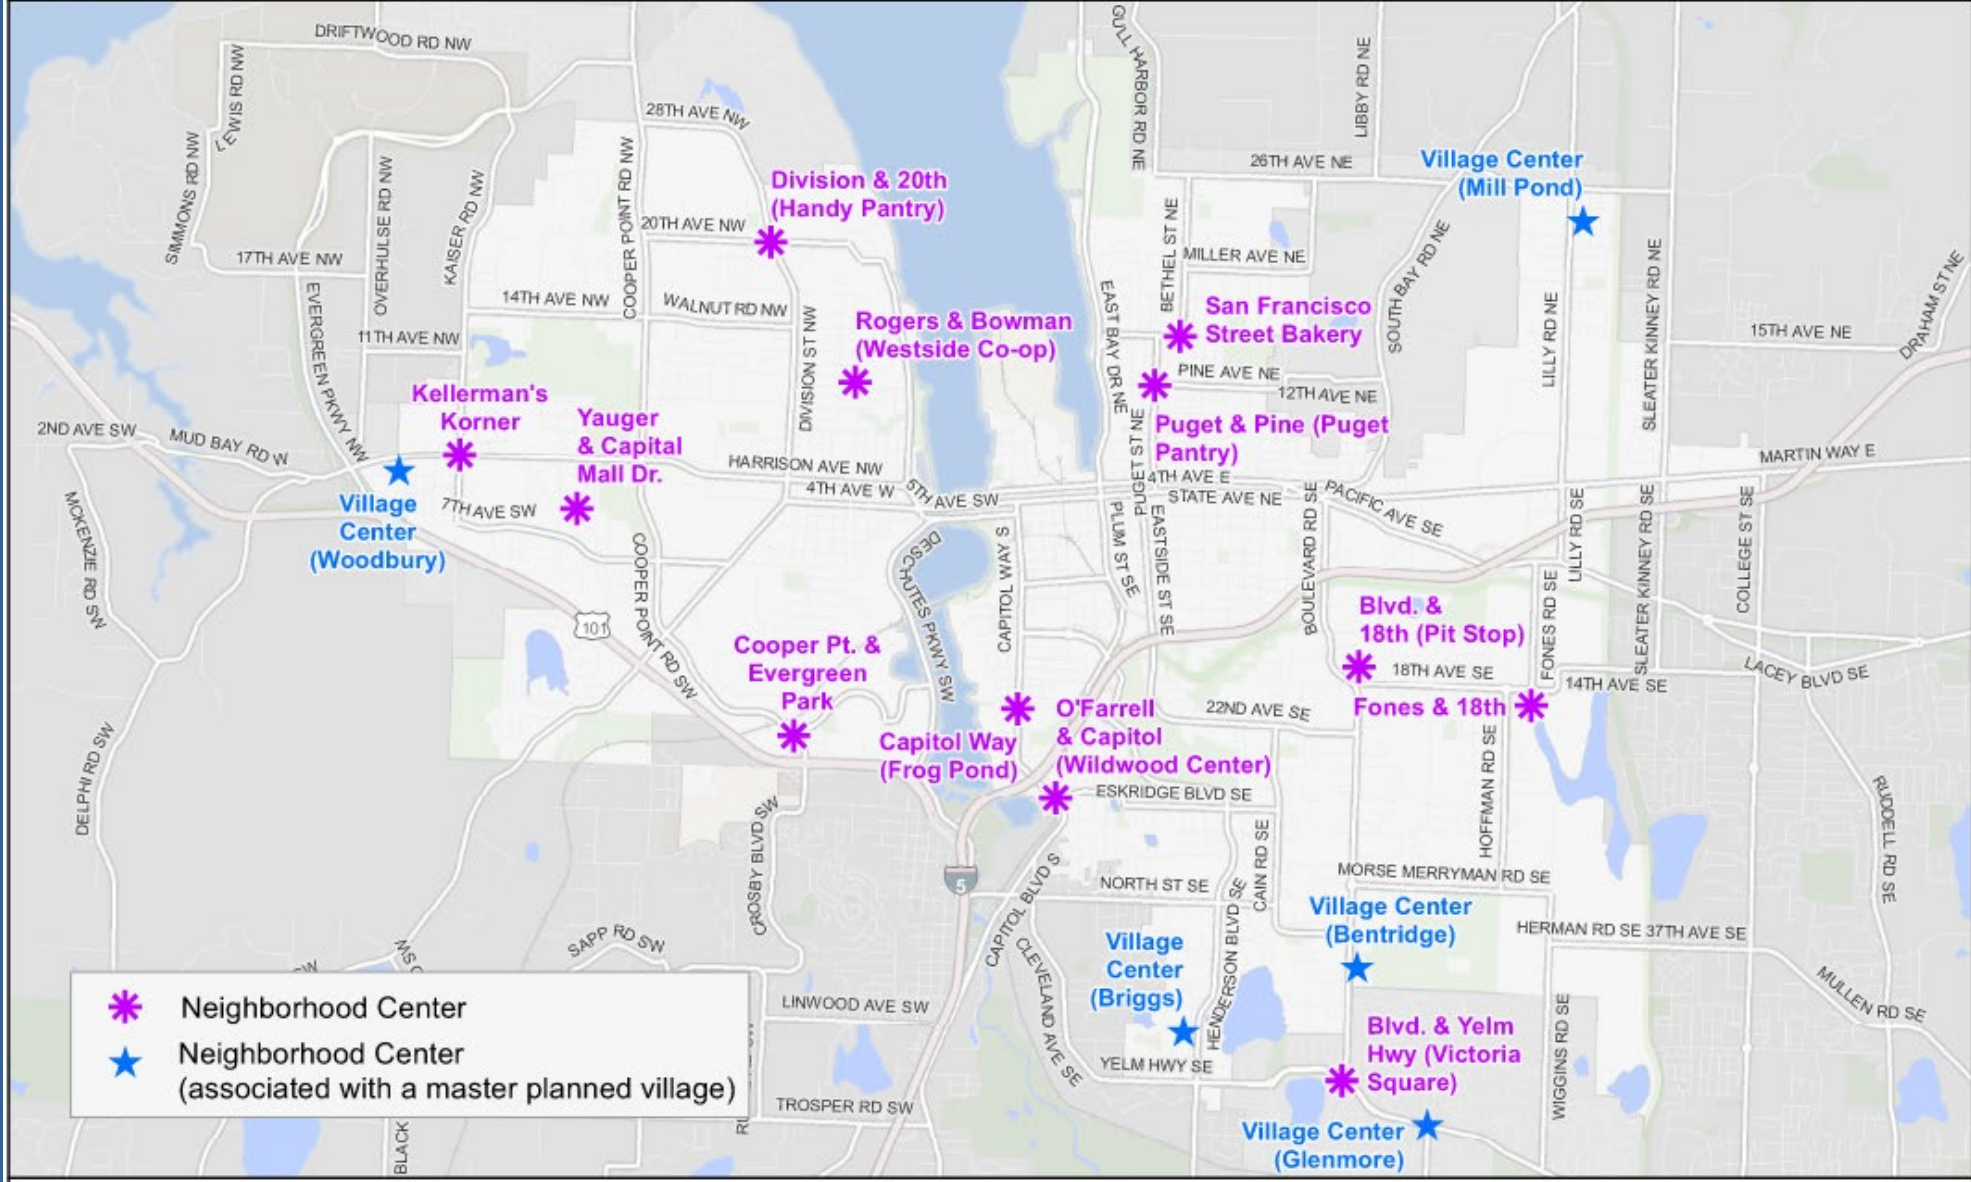 DRIFTWOOD RD NW
LEWIS RD NW
SIMMONS RD NW
17TH AVE NW
OVERHULSE RD NW
KAISER RD NW
EVERGREEN PKWY NW
11TH AVE NW
14TH AVE NW
COOPER POINT RD NW
28TH AVE NW
20TH AVE NW
WALNUT RD NW
DIVISION ST NW
Division & 20th
(Handy Pantry)
Rogers & Bowman
(Westside Co-op)
Kellerman's
Korner
Yauger
& Capital
Mall Dr.
2ND AVE SW
MUD BAY RD W
MCKENZIE RD SW
Village
Center
(Woodbury)
7TH AVE SW
HARRISON AVE NW
4TH AVE W
5TH AVE SW
COOPER POINT RD SW
101
DELPHI RD SW
Cooper Pt. &
Evergreen
Park
DESCHUTES PKWY SW
CAPITOL WAY S
Capitol Way
(Frog Pond)
O'Farrell
& Capitol
(Wildwood Center)
GULL HARBOR RD NE
LIBBY RD NE
26TH AVE NE
Village Center
(Mill Pond)
BETHEL ST NE
MILLER AVE NE
SOUTH BAY RD NE
EAST BAY DR NE
San Francisco
Street Bakery
PINE AVE NE
12TH AVE NE
Puget & Pine (Puget
Pantry)
PUGET ST NE
LILLY RD NE
SLEATER KINNEY RD NE
15TH AVE NE
DRAHAM ST NE
MARTIN WAY E
4TH AVE E
STATE AVE NE
PACIFIC AVE SE
PLUM ST SE
EASTSIDE ST SE
BOULEVARD RD SE
LILLY RD SE
SLEATER KINNEY RD SE
COLLEGE ST SE
FONES RD SE
Blvd. &
18th (Pit Stop)
18TH AVE SE
14TH AVE SE
LACEY BLVD SE
Fones & 18th
22ND AVE SE
HOFFMAN RD SE
RUDDELL RD SE
ESKRIDGE BLVD SE
CAIN RD SE
MORSE MERRYMAN RD SE
NORTH ST SE
HENDERSON BLVD SE
CROSBY BLVD SW
5
CAPITOL BLVD S
CLEVELAND AVE SE
Village Center
(Bentridge)
HERMAN RD SE
37TH AVE SE
MULLEN RD SE
Village
Center
(Briggs)
YELM HWY SE
WIGGINS RD SE
Blvd. & Yelm
Hwy (Victoria
Square)
Village Center
(Glenmore)
SAPP RD SW
LINWOOD AVE SW
TROSPER RD SW
BLACK
Neighborhood Center
Neighborhood Center
(associated with a master planned village)